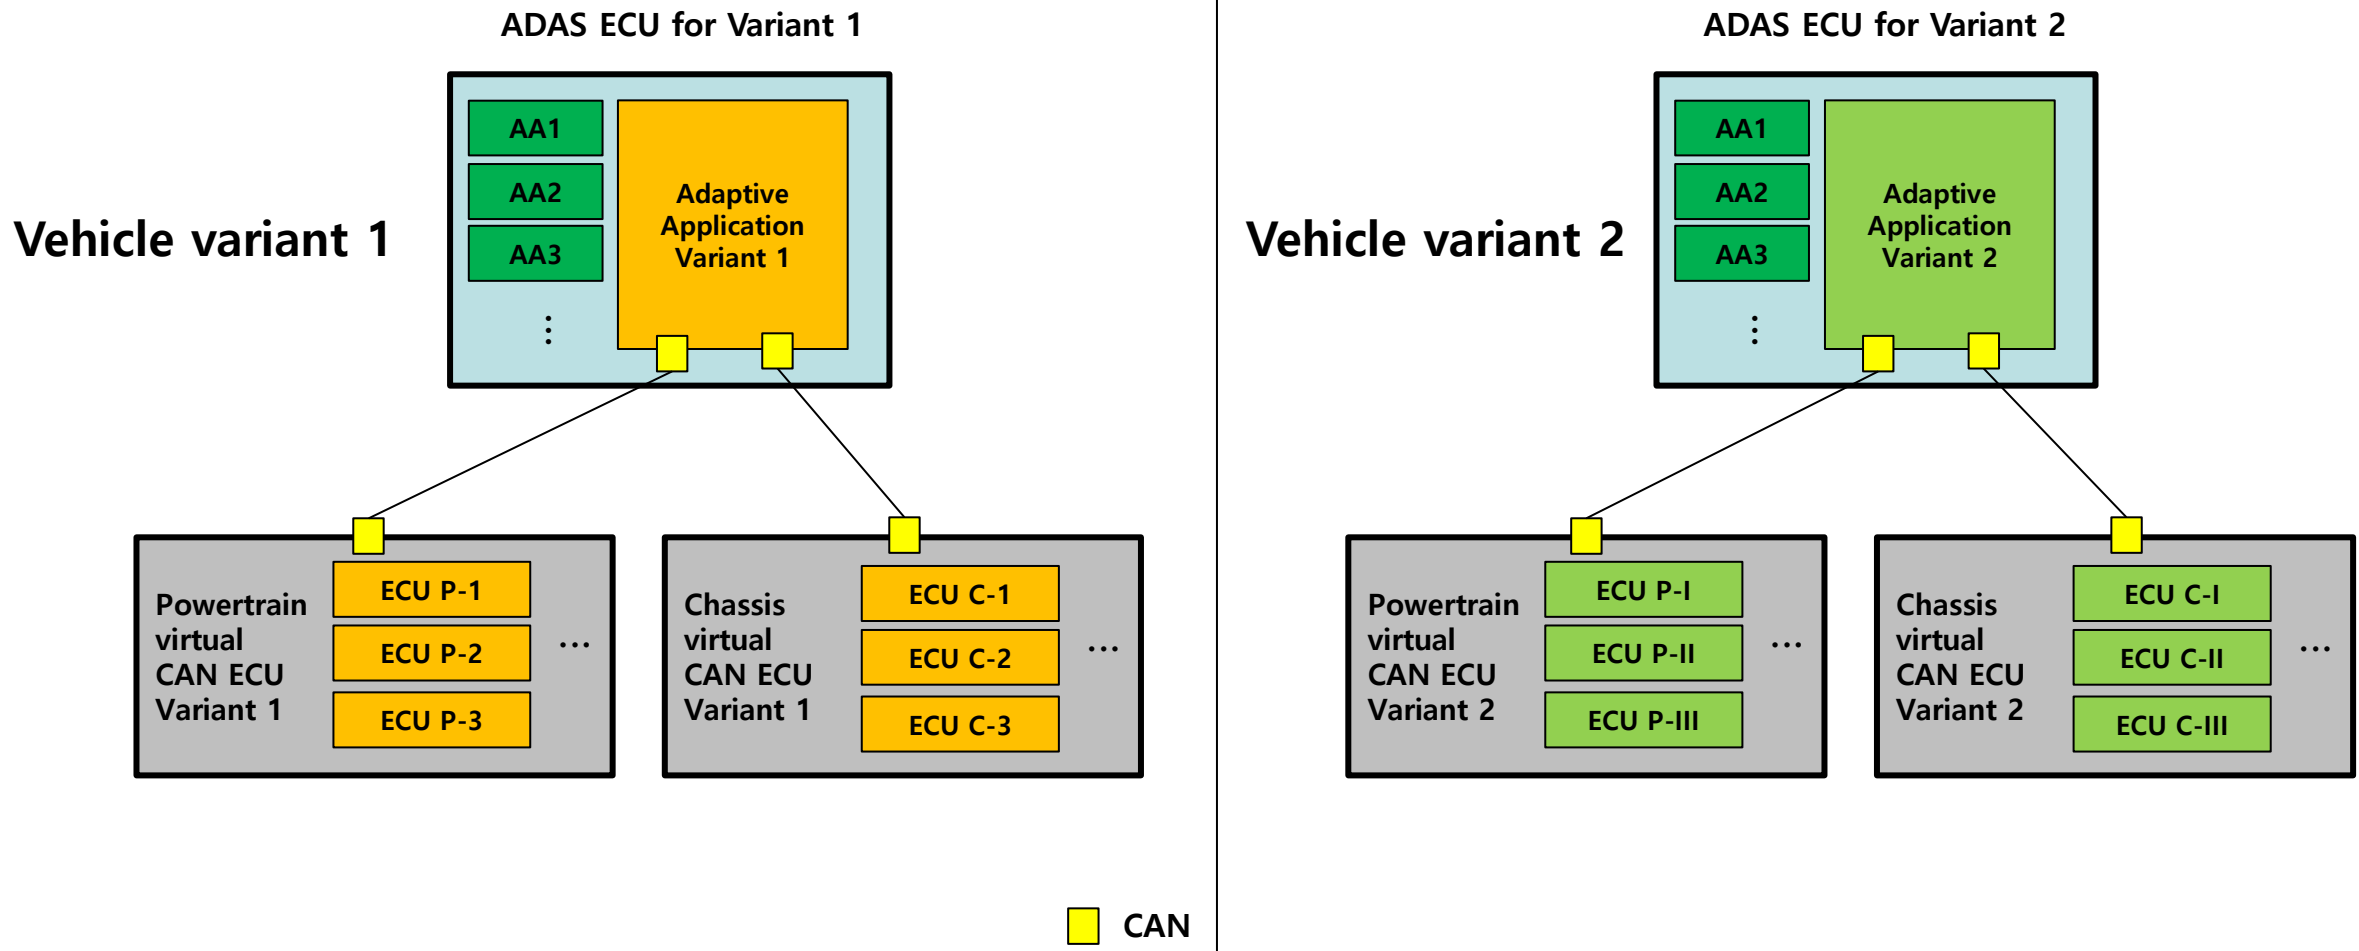 ADAS ECU for Variant 1
Vehicle variant 1
AA1
AA2
AA3
⋮
Adaptive
Application
Variant 1
Powertrain
virtual
CAN ECU
Variant 1
ECU P-1
ECU P-2
ECU P-3
...
Chassis
virtual
CAN ECU
Variant 1
ECU C-1
ECU C-2
ECU C-3
...
CAN
ADAS ECU for Variant 2
Vehicle variant 2
AA1
AA2
AA3
⋮
Adaptive
Application
Variant 2
Powertrain
virtual
CAN ECU
Variant 2
ECU P-I
ECU P-II
ECU P-III
...
Chassis
virtual
CAN ECU
Variant 2
ECU C-I
ECU C-II
ECU C-III
...